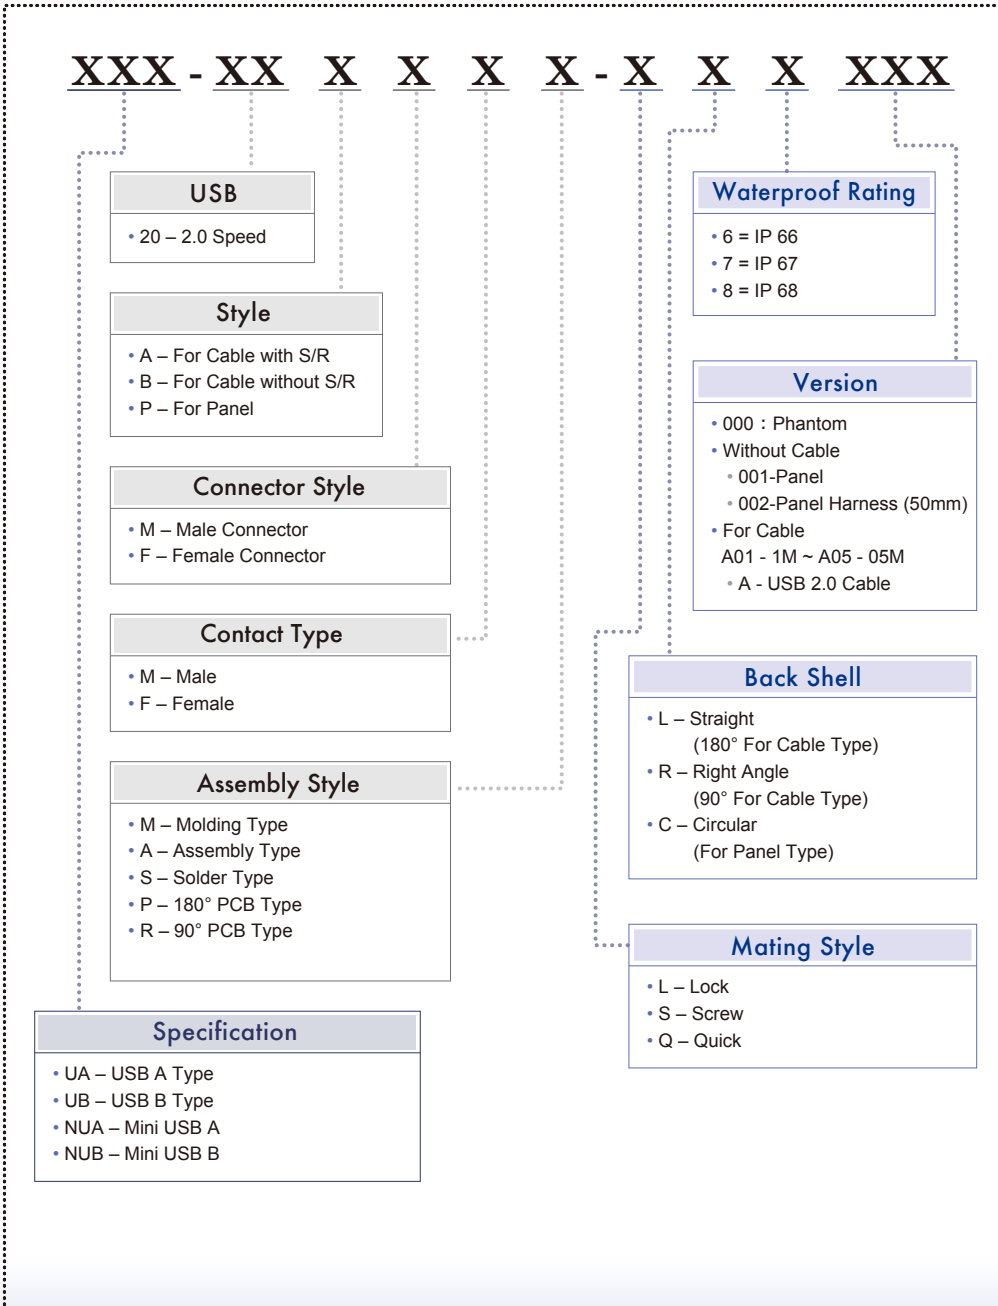 XXX - XX X X X X - X X X XXX
USB
• 20 – 2.0 Speed
Style
• A – For Cable with S/R
• B – For Cable without S/R
• P – For Panel
Connector Style
• M – Male Connector
• F – Female Connector
Contact Type
• M – Male
• F – Female
Assembly Style
• M – Molding Type
• A – Assembly Type
• S – Solder Type
• P – 180° PCB Type
• R – 90° PCB Type
Specification
• UA – USB A Type
• UB – USB B Type
• NUA – Mini USB A
• NUB – Mini USB B
Waterproof Rating
• 6 = IP 66
• 7 = IP 67
• 8 = IP 68
Version
• 000：Phantom
• Without Cable
• 001-Panel
• 002-Panel Harness (50mm)
• For Cable
A01 - 1M ~ A05 - 05M
• A - USB 2.0 Cable
Back Shell
• L – Straight
(180° For Cable Type)
• R – Right Angle
(90° For Cable Type)
• C – Circular
(For Panel Type)
Mating Style
• L – Lock
• S – Screw
• Q – Quick